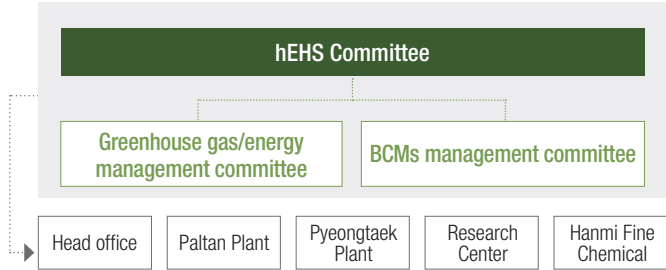 hEHS Committee
Greenhouse gas/energy
management committee
BCMs management committee
Head office
Paltan Plant
Pyeongtaek
Plant
Research
Center
Hanmi Fine
Chemical